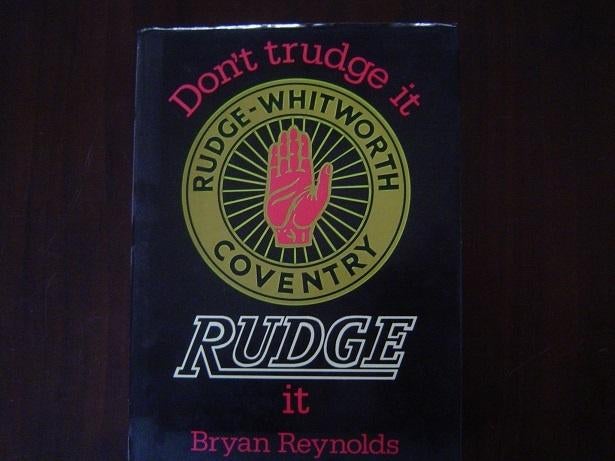 Don't trudge it
RUDGE-WHITWORTH
COVENTRY
RUDGE
it
Bryan Reynolds